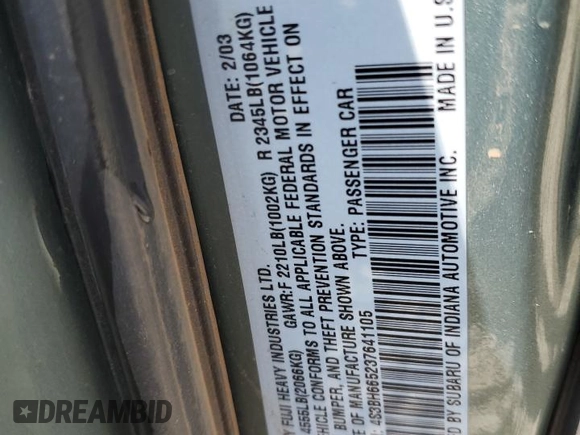 Y FUJI HEAVY INDUSTRIES LTD. DATE: 2/03
4555LB(2066KG) GAWR:F 2210LB(1002KG) R 2345LB(1064KG)
VEHICLE CONFORMS TO ALL APPLICABLE FEDERAL MOTOR VEHICLE
BUMPER, AND THEFT PREVENTION STANDARDS IN EFFECT ON
E OF MANUFACTURE SHOWN ABOVE.
: 4S3BH665237641105 TYPE: PASSENGER CAR
D BY SUBARU OF INDIANA AUTOMOTIVE INC. MADE IN U.S
DREAMBID